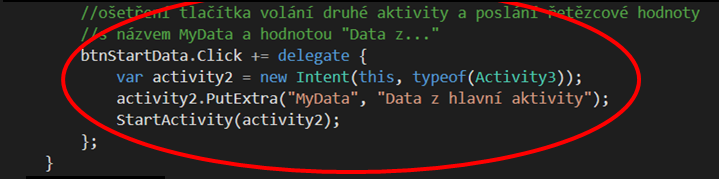 //ošetření tlačítka volání druhé aktivity a poslání řetězcové hodnoty
//s názvem MyData a hodnotou "Data z..."
btnStartData.Click += delegate {
var activity2 = new Intent(this, typeof(Activity3));
activity2.PutExtra("MyData", "Data z hlavní aktivity");
StartActivity(activity2);
};
}